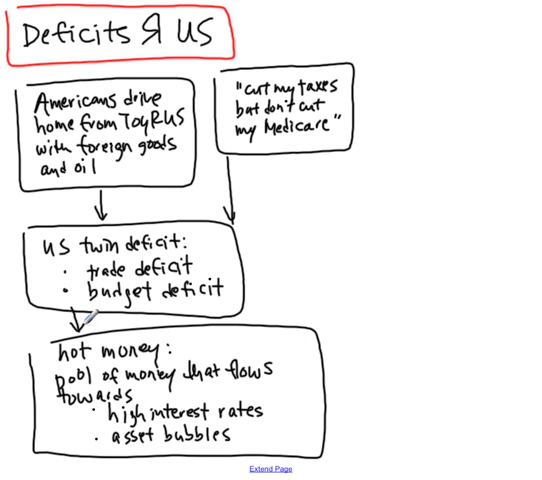 Deficits Я US
Americans drive
home from ToyRUS
with foreign goods
and oil
"cut my taxes
but don't cut
my Medicare"
US twin deficit:
• trade deficit
• budget deficit
hot money:
pool of money that flows
towards
• high interest rates
• asset bubbles
Extend Page